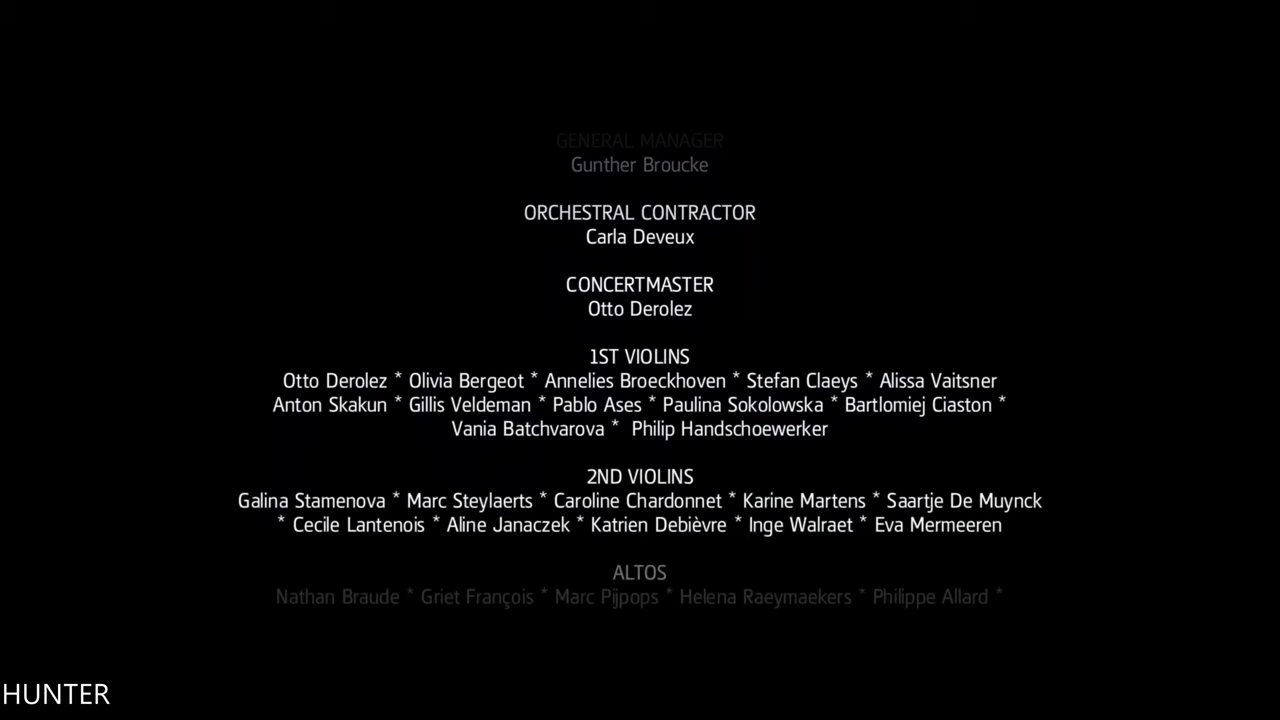 GENERAL MANAGER
Gunther Broucke
ORCHESTRAL CONTRACTOR
Carla Deveux
CONCERTMASTER
Otto Derolez
1ST VIOLINS
Otto Derolez * Olivia Bergeot * Annelies Broeckhoven * Stefan Claeys * Alissa Vaitsner
Anton Skakun * Gillis Veldeman * Pablo Ases * Paulina Sokolowska * Bartlomiej Ciaston *
Vania Batchvarova * Philip Handschoewerker
2ND VIOLINS
Galina Stamenova * Marc Steylaerts * Caroline Chardonnet * Karine Martens * Saartje De Muynck
* Cecile Lantenois * Aline Janaczek * Katrien Debièvre * Inge Walraet * Eva Mermeeren
ALTOS
Nathan Braude * Griet François * Marc Pijpops * Helena Raeymaekers * Philippe Allard *
HUNTER